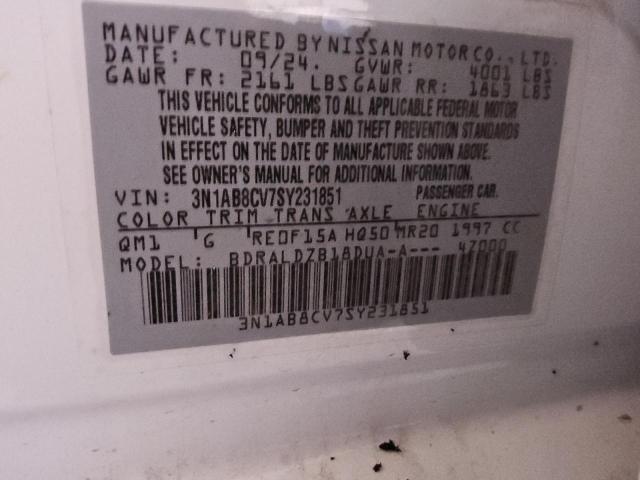 MANUFACTURED BY NISSAN MOTOR CO., LTD.
DATE: 09/24. GVWR: 4001 LBS
GAWR FR: 2161 LBS GAWR RR: 1863 LBS
THIS VEHICLE CONFORMS TO ALL APPLICABLE FEDERAL MOTOR
VEHICLE SAFETY, BUMPER AND THEFT PREVENTION STANDARDS
IN EFFECT ON THE DATE OF MANUFACTURE SHOWN ABOVE.
SEE OWNER'S MANUAL FOR ADDITIONAL INFORMATION.
VIN: 3N1AB8CV7SY231851 PASSENGER CAR.
COLOR TRIM TRANS AXLE ENGINE
QM1 G RE0F15A HQ50 MR20 1997 CC
MODEL: BDRALDZB18DUA-A--- 47000
3N1AB8CV7SY231851